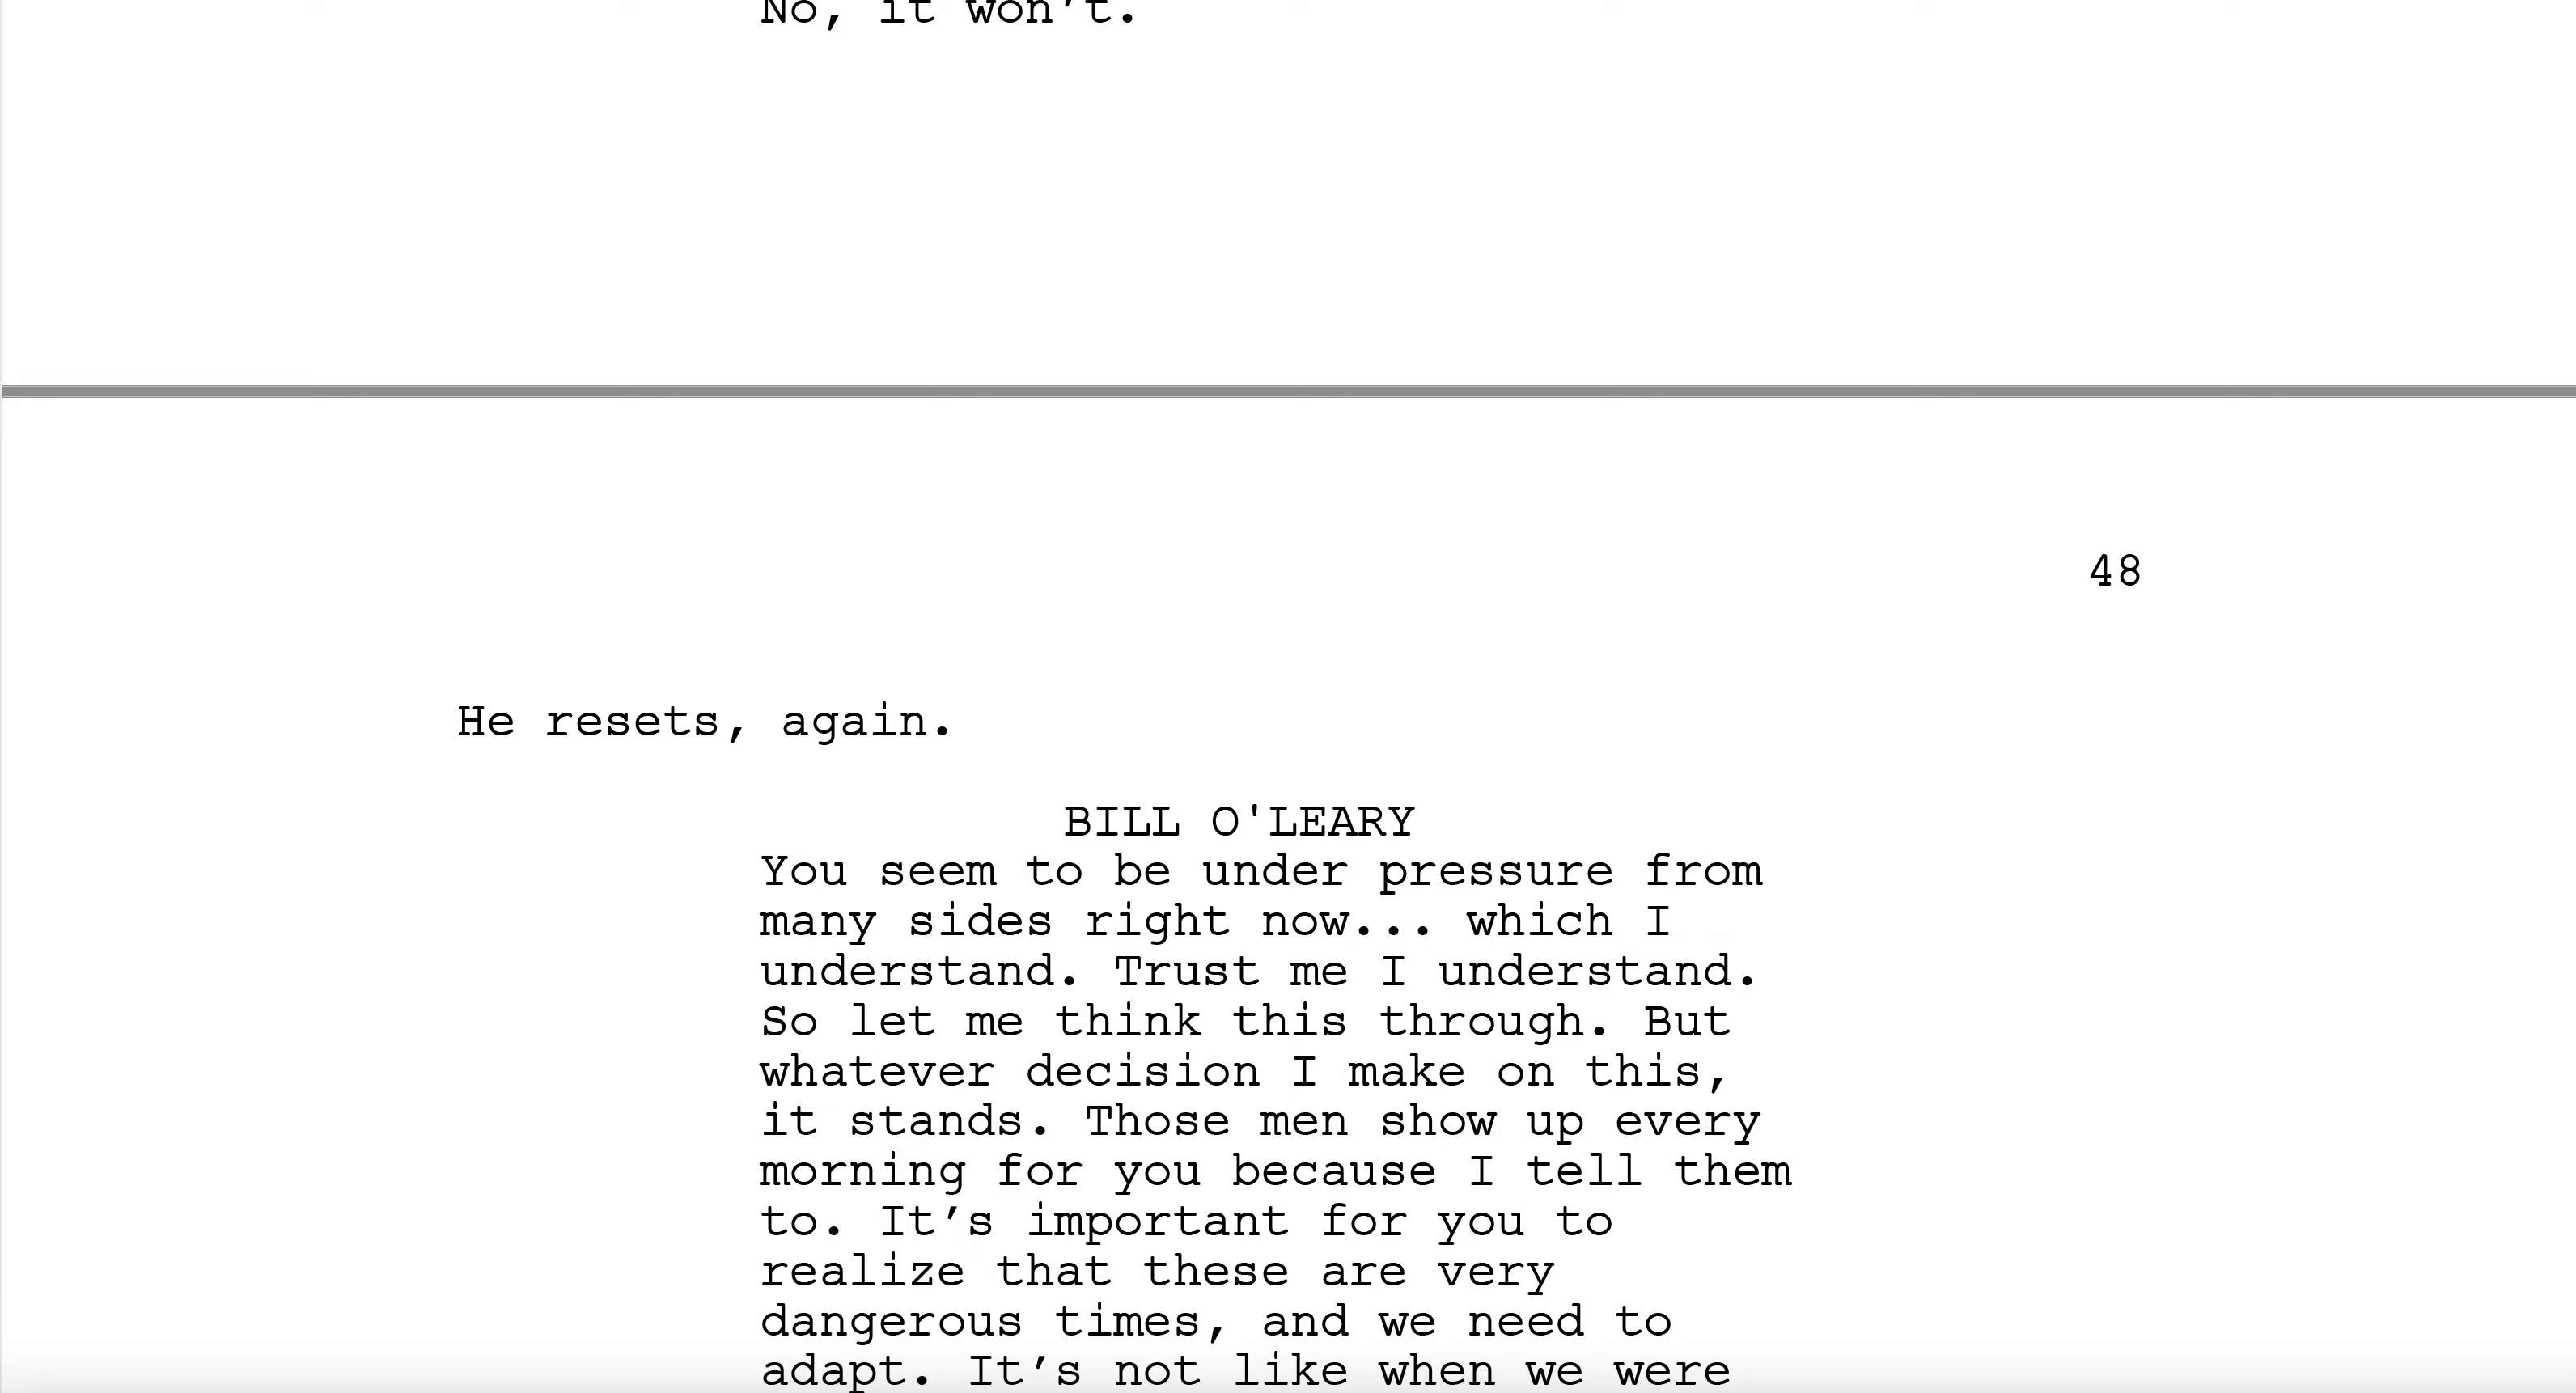 No, it won’t.
48
He resets, again.
BILL O'LEARY
You seem to be under pressure from
many sides right now... which I
understand. Trust me I understand.
So let me think this through. But
whatever decision I make on this,
it stands. Those men show up every
morning for you because I tell them
to. It’s important for you to
realize that these are very
dangerous times, and we need to
adapt. It’s not like when we were